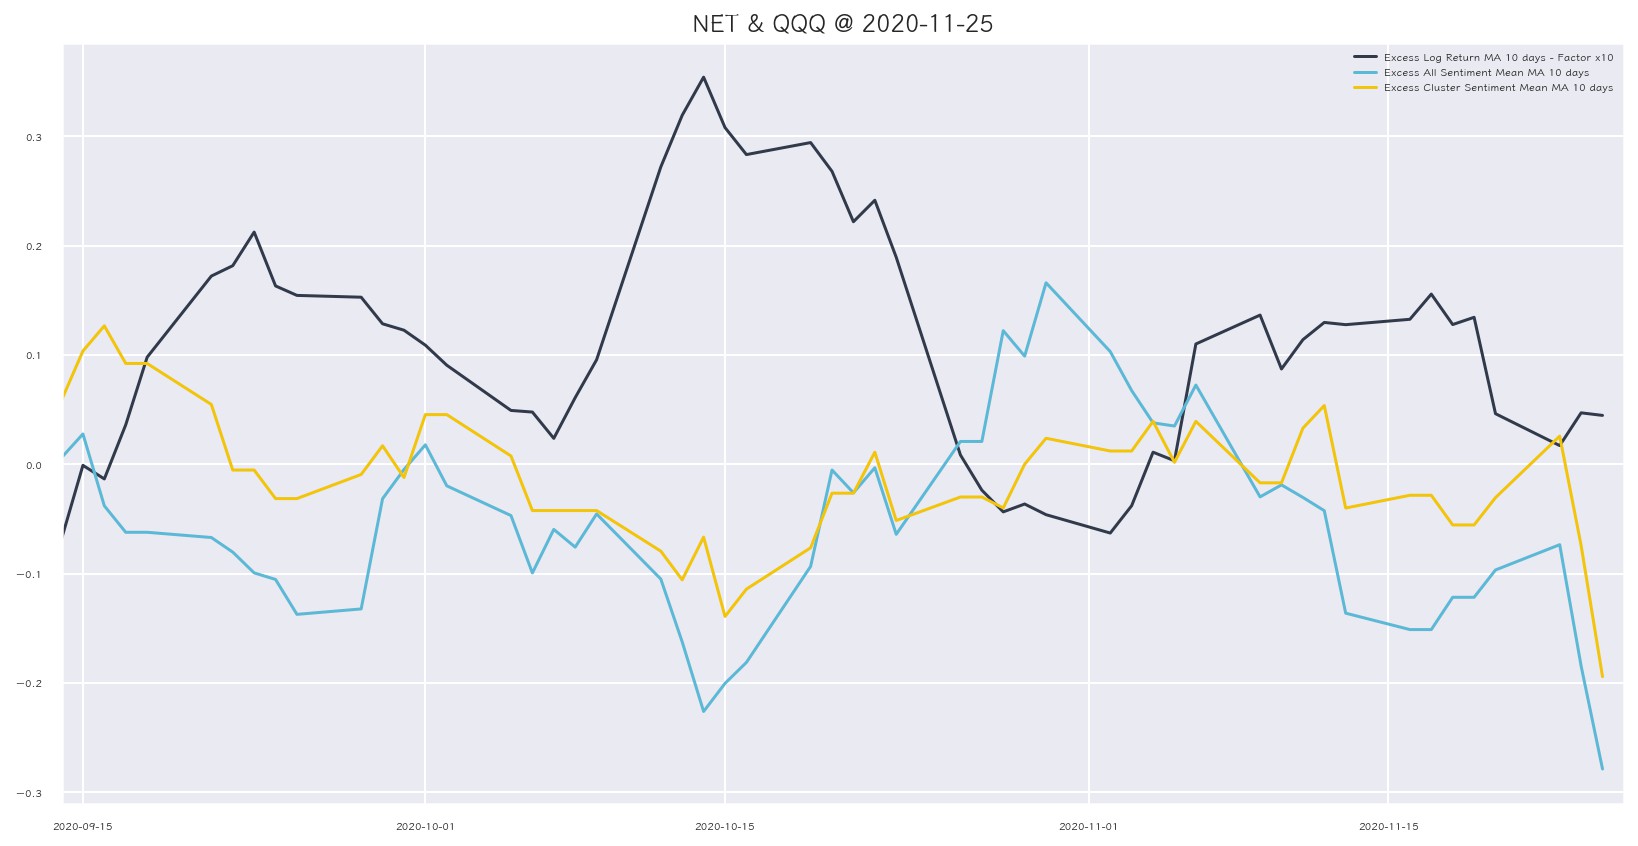 NET & QQQ @ 2020-11-25
Excess Log Return MA 10 days - Factor x10
Excess All Sentiment Mean MA 10 days
Excess Cluster Sentiment Mean MA 10 days
0.3
0.2
0.1
0.0
−0.1
−0.2
−0.3
2020-09-15 2020-10-01 2020-10-15 2020-11-01 2020-11-15